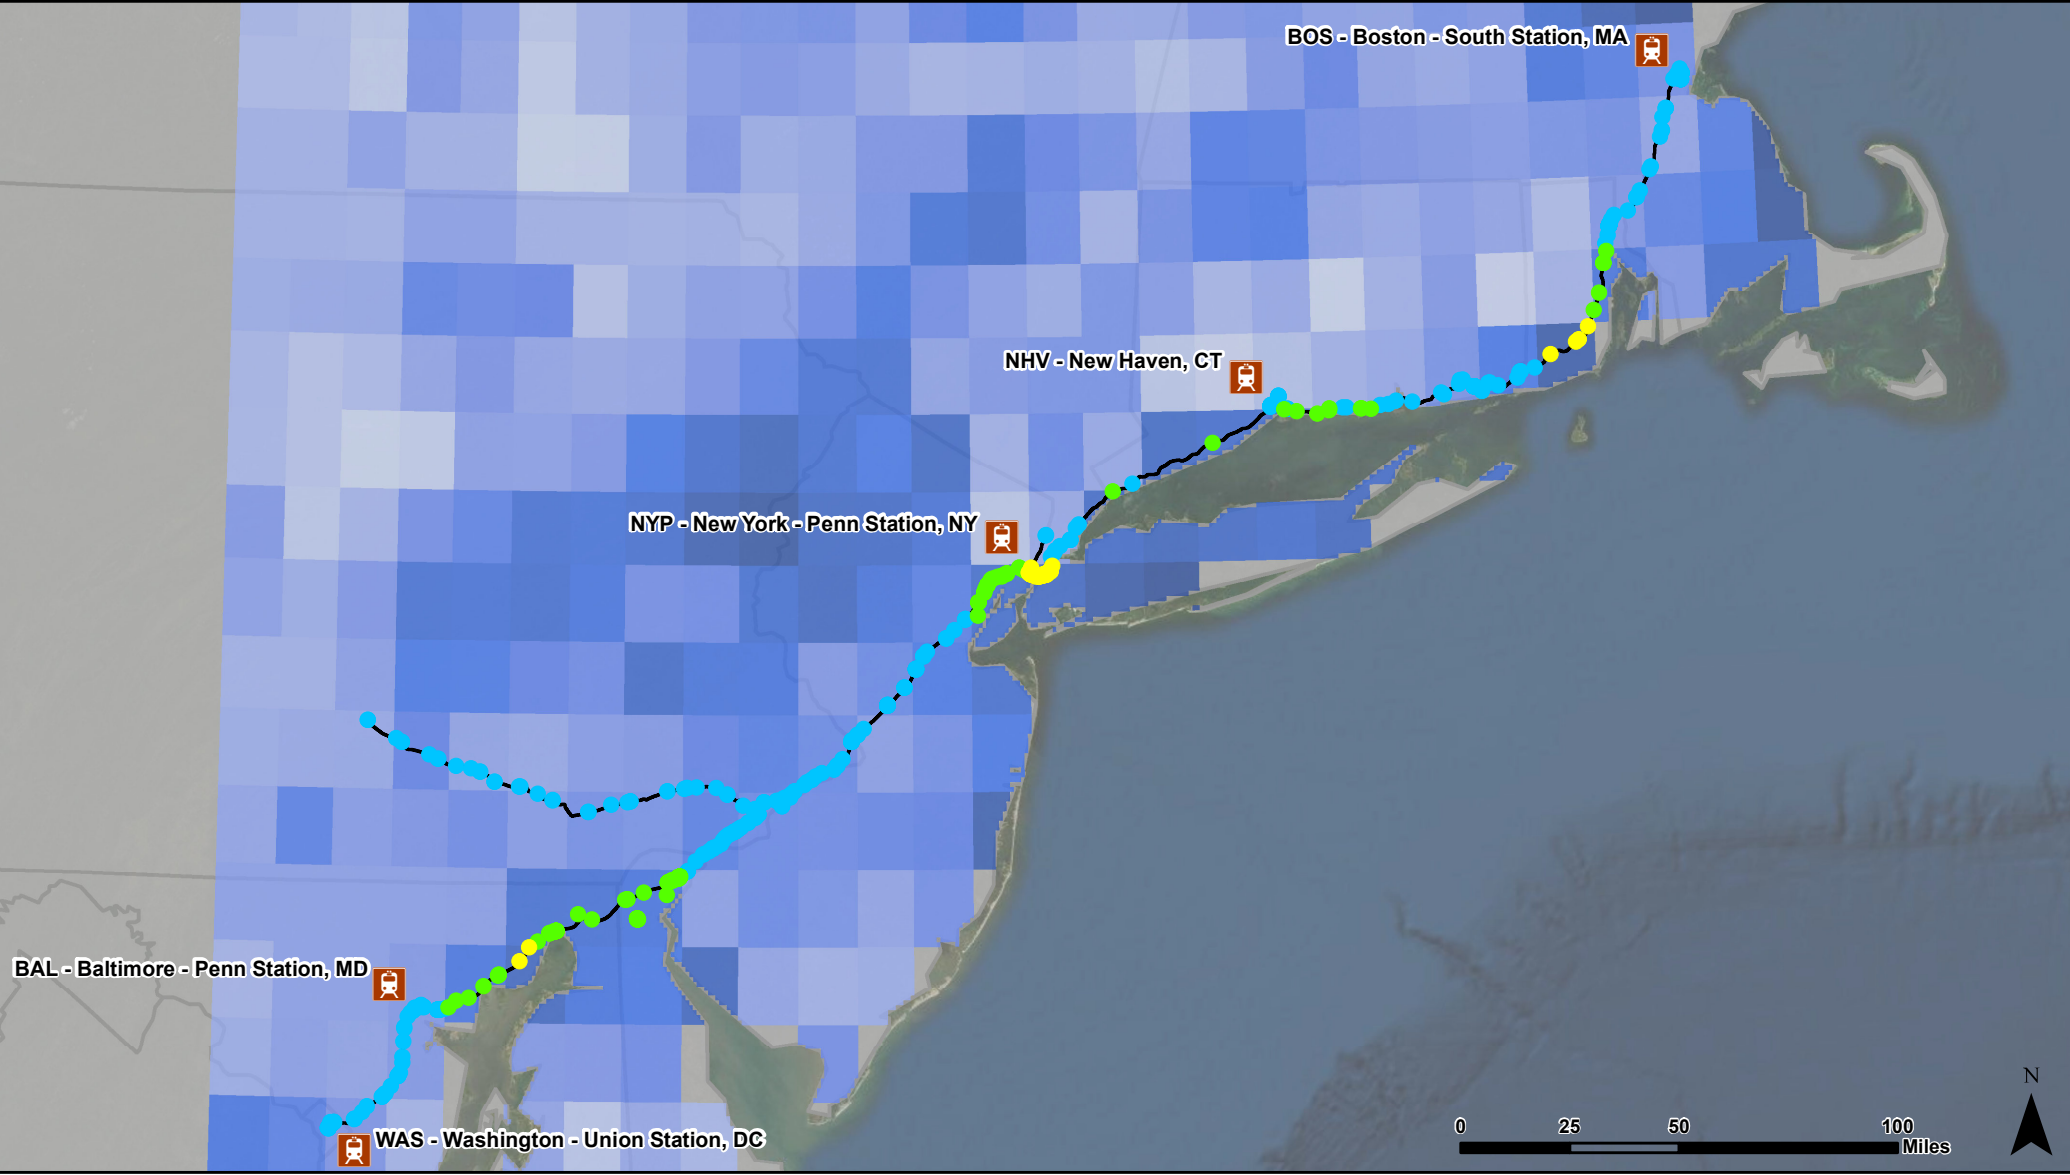 BOS - Boston - South Station, MA
NHV - New Haven, CT
NYP - New York - Penn Station, NY
BAL - Baltimore - Penn Station, MD
WAS - Washington - Union Station, DC
N
0 25 50 100
Miles